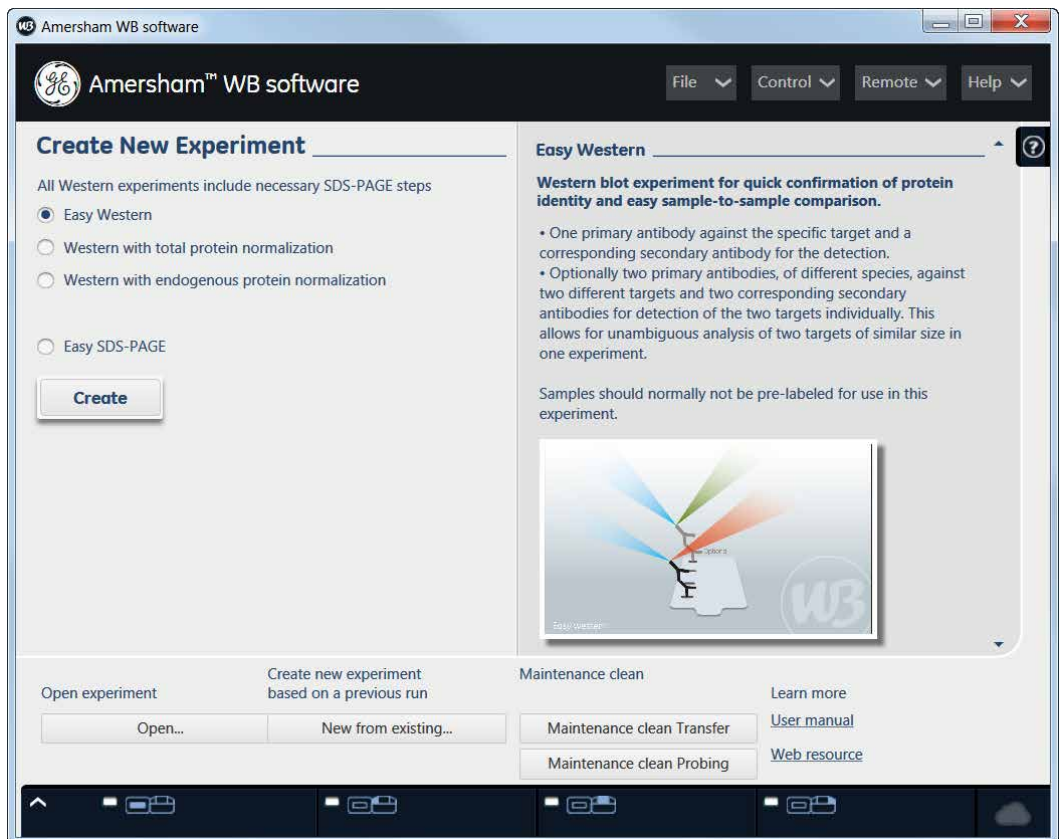 Amersham WB software
Amersham™ WB software
File
Control
Remote
Help
Create New Experiment
All Western experiments include necessary SDS-PAGE steps
Easy Western
Western with total protein normalization
Western with endogenous protein normalization
Easy SDS-PAGE
Create
Easy Western
Western blot experiment for quick confirmation of protein
identity and easy sample-to-sample comparison.
• One primary antibody against the specific target and a
corresponding secondary antibody for the detection.
• Optionally two primary antibodies, of different species, against
two different targets and two corresponding secondary
antibodies for detection of the two targets individually. This
allows for unambiguous analysis of two targets of similar size in
one experiment.
Samples should normally not be pre-labeled for use in this
experiment.
WB
Easy western
Open experiment
Open...
Create new experiment
based on a previous run
New from existing...
Maintenance clean
Maintenance clean Transfer
Maintenance clean Probing
Learn more
User manual
Web resource